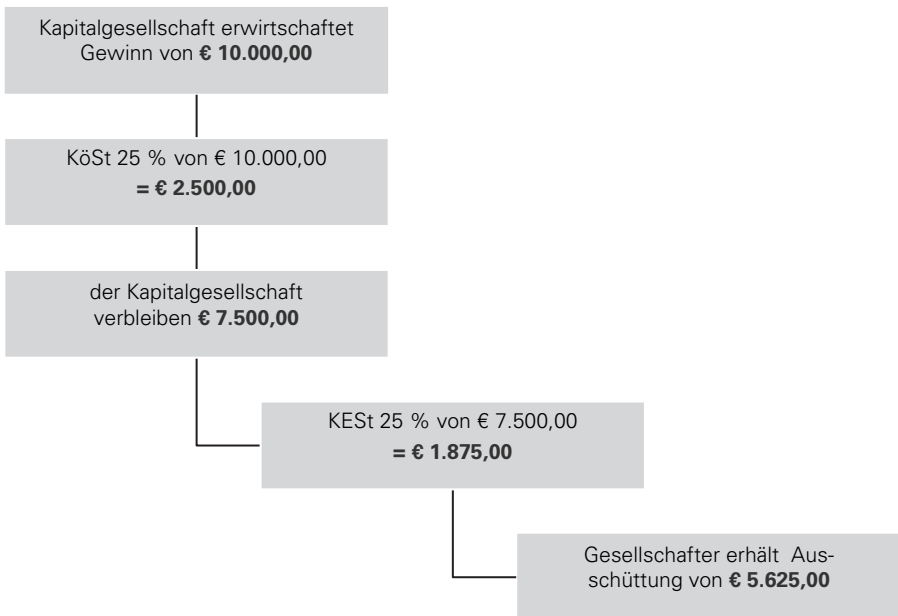 Kapitalgesellschaft erwirtschaftet
Gewinn von € 10.000,00
KöSt 25 % von € 10.000,00
= € 2.500,00
der Kapitalgesellschaft
verbleiben € 7.500,00
KESt 25 % von € 7.500,00
= € 1.875,00
Gesellschafter erhält Aus-
schüttung von € 5.625,00